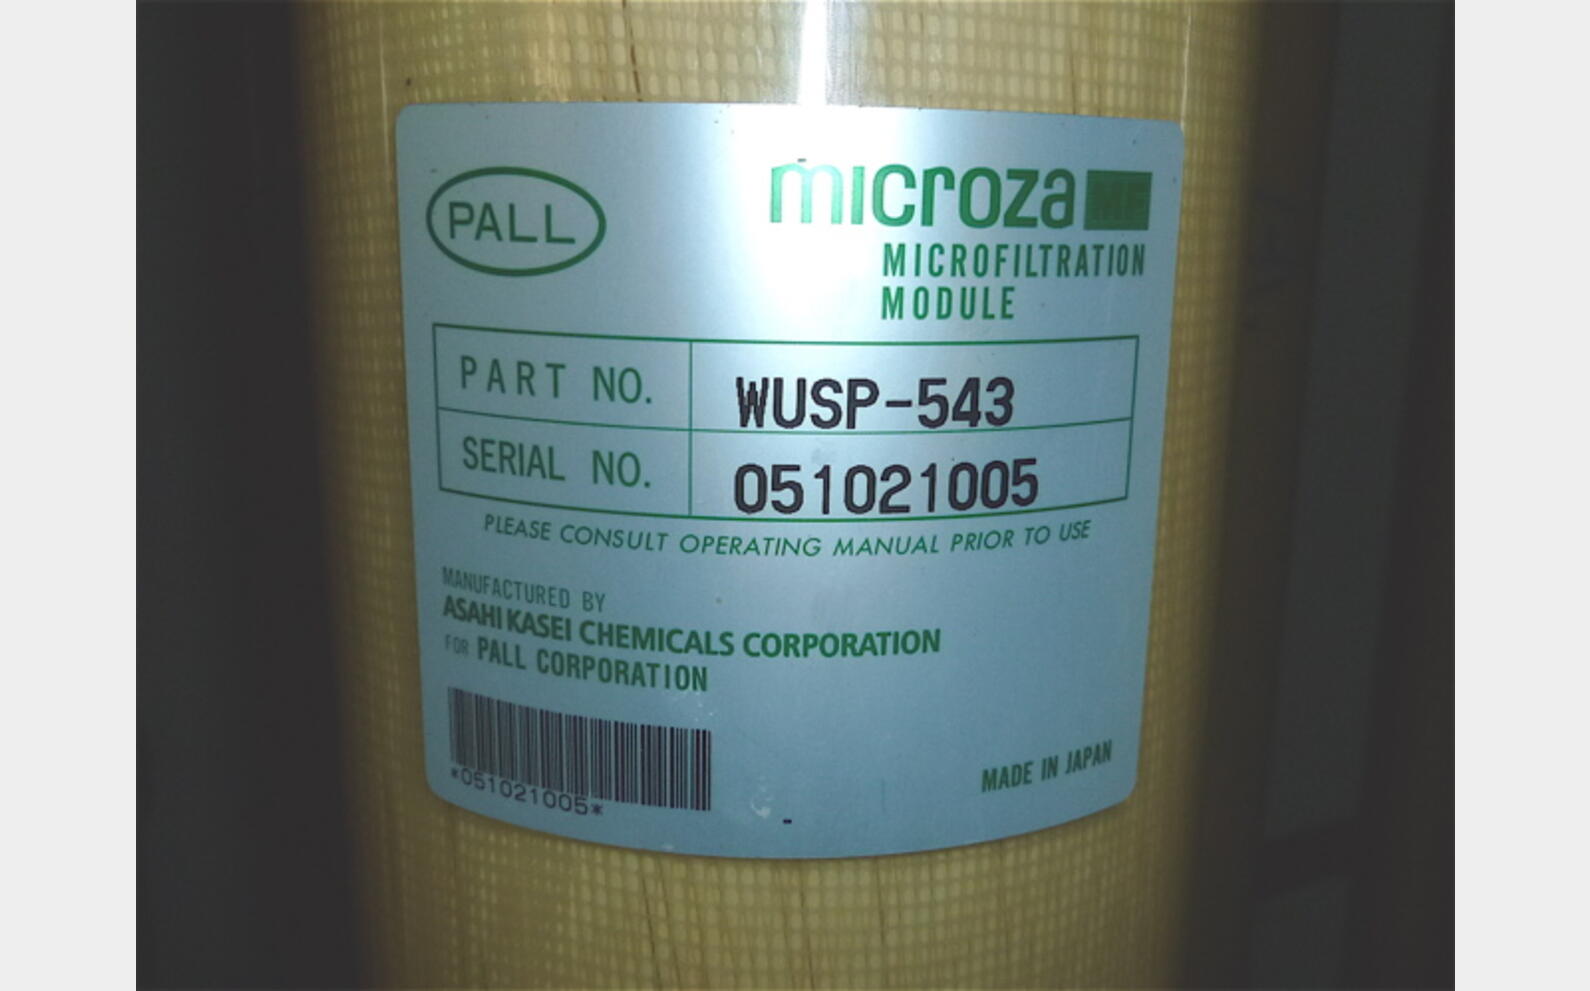 PALL
microza MF
MICROFILTRATION
MODULE
PART NO. WUSP-543
SERIAL NO. 051021005
PLEASE CONSULT OPERATING MANUAL PRIOR TO USE
MANUFACTURED BY
ASAHI KASEI CHEMICALS CORPORATION
FOR PALL CORPORATION
*051021005*
MADE IN JAPAN